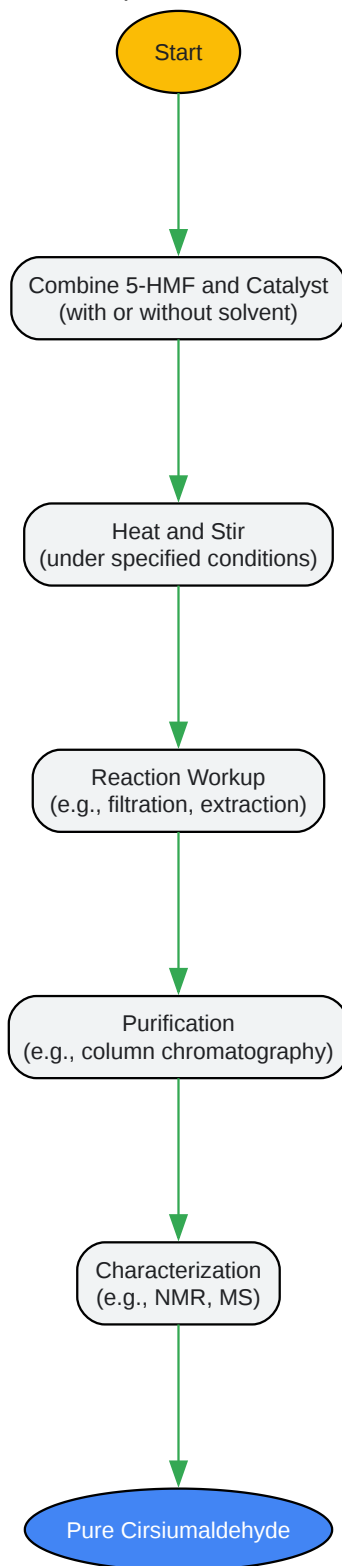 Start
Combine 5-HMF and Catalyst
(with or without solvent)
Heat and Stir
(under specified conditions)
Reaction Workup
(e.g., filtration, extraction)
Purification
(e.g., column chromatography)
Characterization
(e.g., NMR, MS)
Pure Cirsiumaldehyde